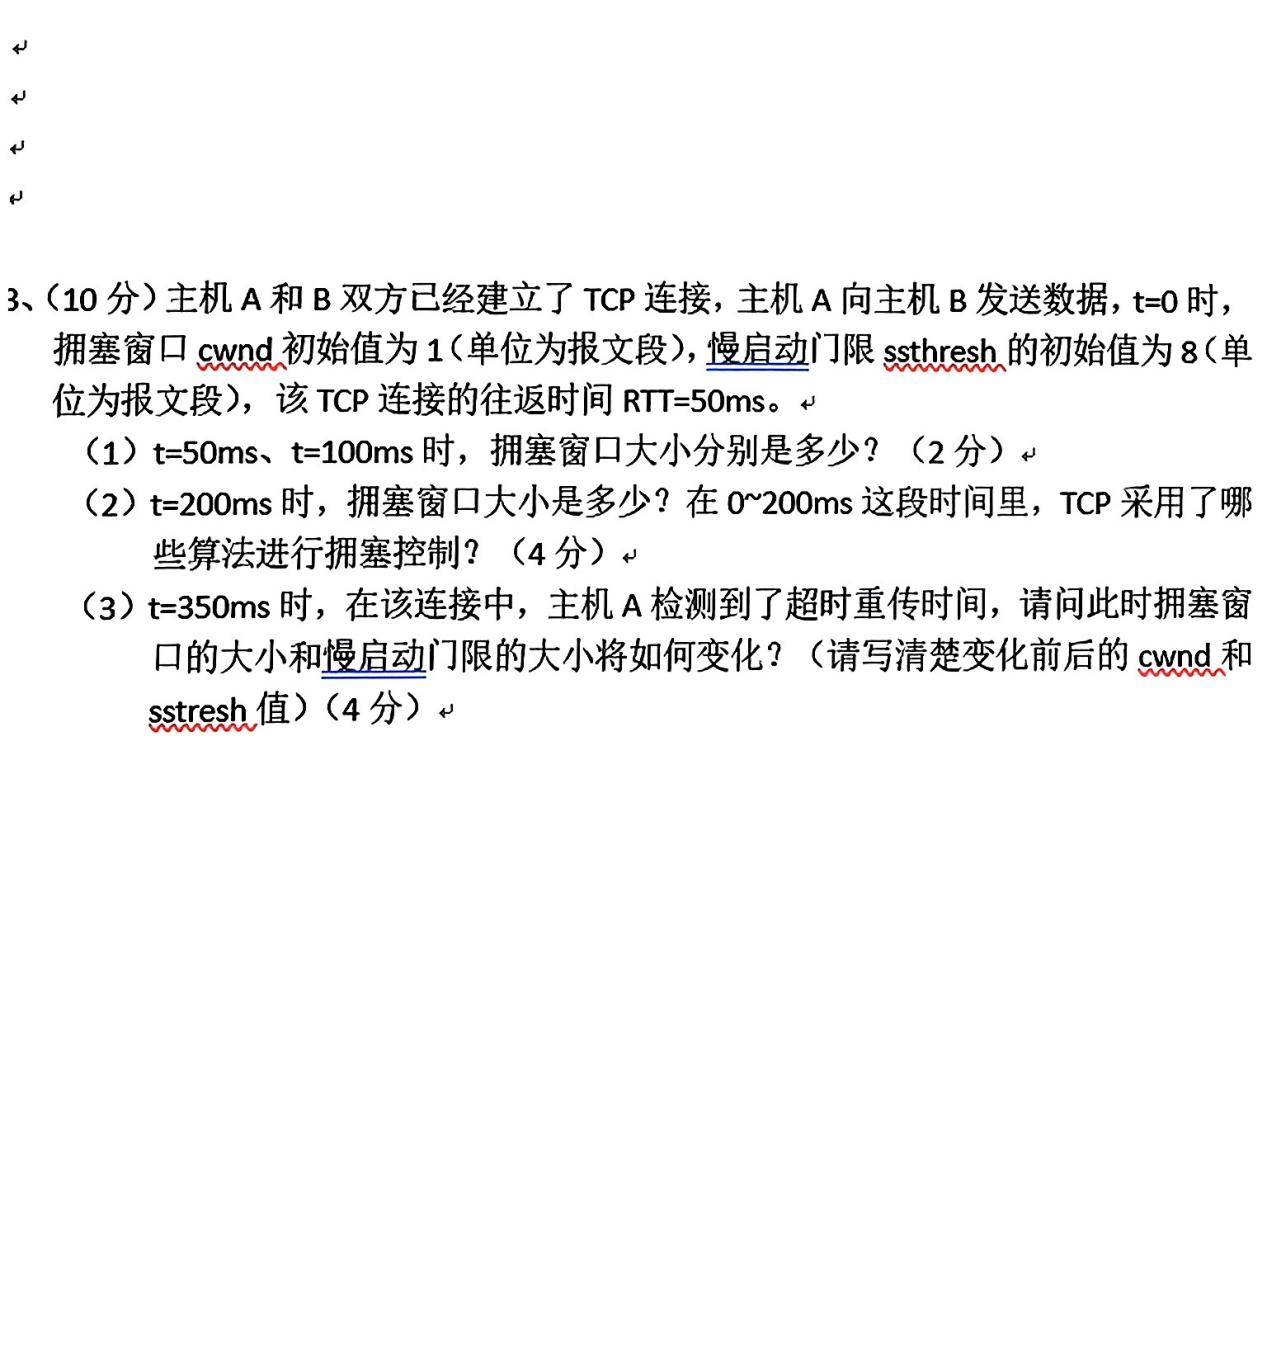 3、（10 分）主机 A 和 B 双方已经建立了 TCP 连接，主机 A 向主机 B 发送数据，t=0 时，
拥塞窗口 cwnd 初始值为 1（单位为报文段），慢启动门限 ssthresh 的初始值为 8（单
位为报文段），该 TCP 连接的往返时间 RTT=50ms。
（1）t=50ms、t=100ms 时，拥塞窗口大小分别是多少？（2 分）
（2）t=200ms 时，拥塞窗口大小是多少？在 0~200ms 这段时间里，TCP 采用了哪
些算法进行拥塞控制？（4 分）
（3）t=350ms 时，在该连接中，主机 A 检测到了超时重传时间，请问此时拥塞窗
口的大小和慢启动门限的大小将如何变化？（请写清楚变化前后的 cwnd 和
sstresh 值）（4 分）